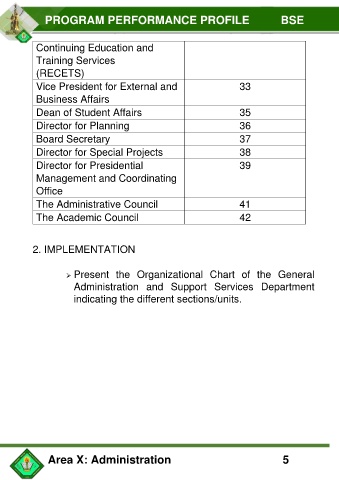 PROGRAM PERFORMANCE PROFILE BSE
Continuing Education and
Training Services
(RECETS)
Vice President for External and 33
Business Affairs
Dean of Student Affairs 35
Director for Planning 36
Board Secretary 37
Director for Special Projects 38
Director for Presidential 39
Management and Coordinating
Office
The Administrative Council 41
The Academic Council 42
2. IMPLEMENTATION
➢ Present the Organizational Chart of the General
Administration and Support Services Department
indicating the different sections/units.
Area X: Administration 5